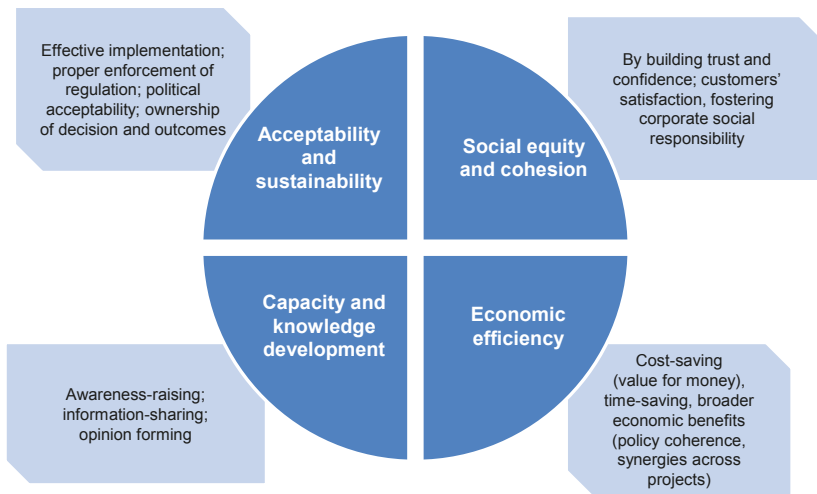 Effective implementation;
proper enforcement of
regulation; political
acceptability; ownership
of decision and outcomes
By building trust and
confidence; customers'
satisfaction, fostering
corporate social
responsibility
Acceptability
and
sustainability
Social equity
and cohesion
Capacity and
knowledge
development
Economic
efficiency
Awareness-raising;
information-sharing;
opinion forming
Cost-saving
(value for money),
time-saving, broader
economic benefits
(policy coherence,
synergies across
projects)